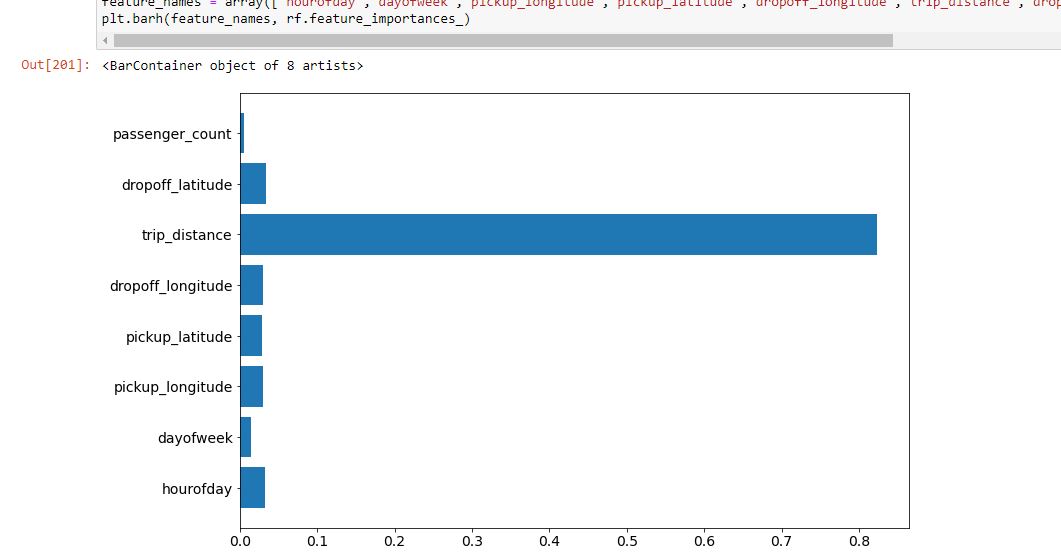 feature_names = array(['hourofday', 'dayofweek', 'pickup_longitude', 'pickup_latitude', 'dropoff_longitude', 'trip_distance', 'drop
plt.barh(feature_names, rf.feature_importances_)
Out[201]: <BarContainer object of 8 artists>
passenger_count
dropoff_latitude
trip_distance
dropoff_longitude
pickup_latitude
pickup_longitude
dayofweek
hourofday
0.0 0.1 0.2 0.3 0.4 0.5 0.6 0.7 0.8